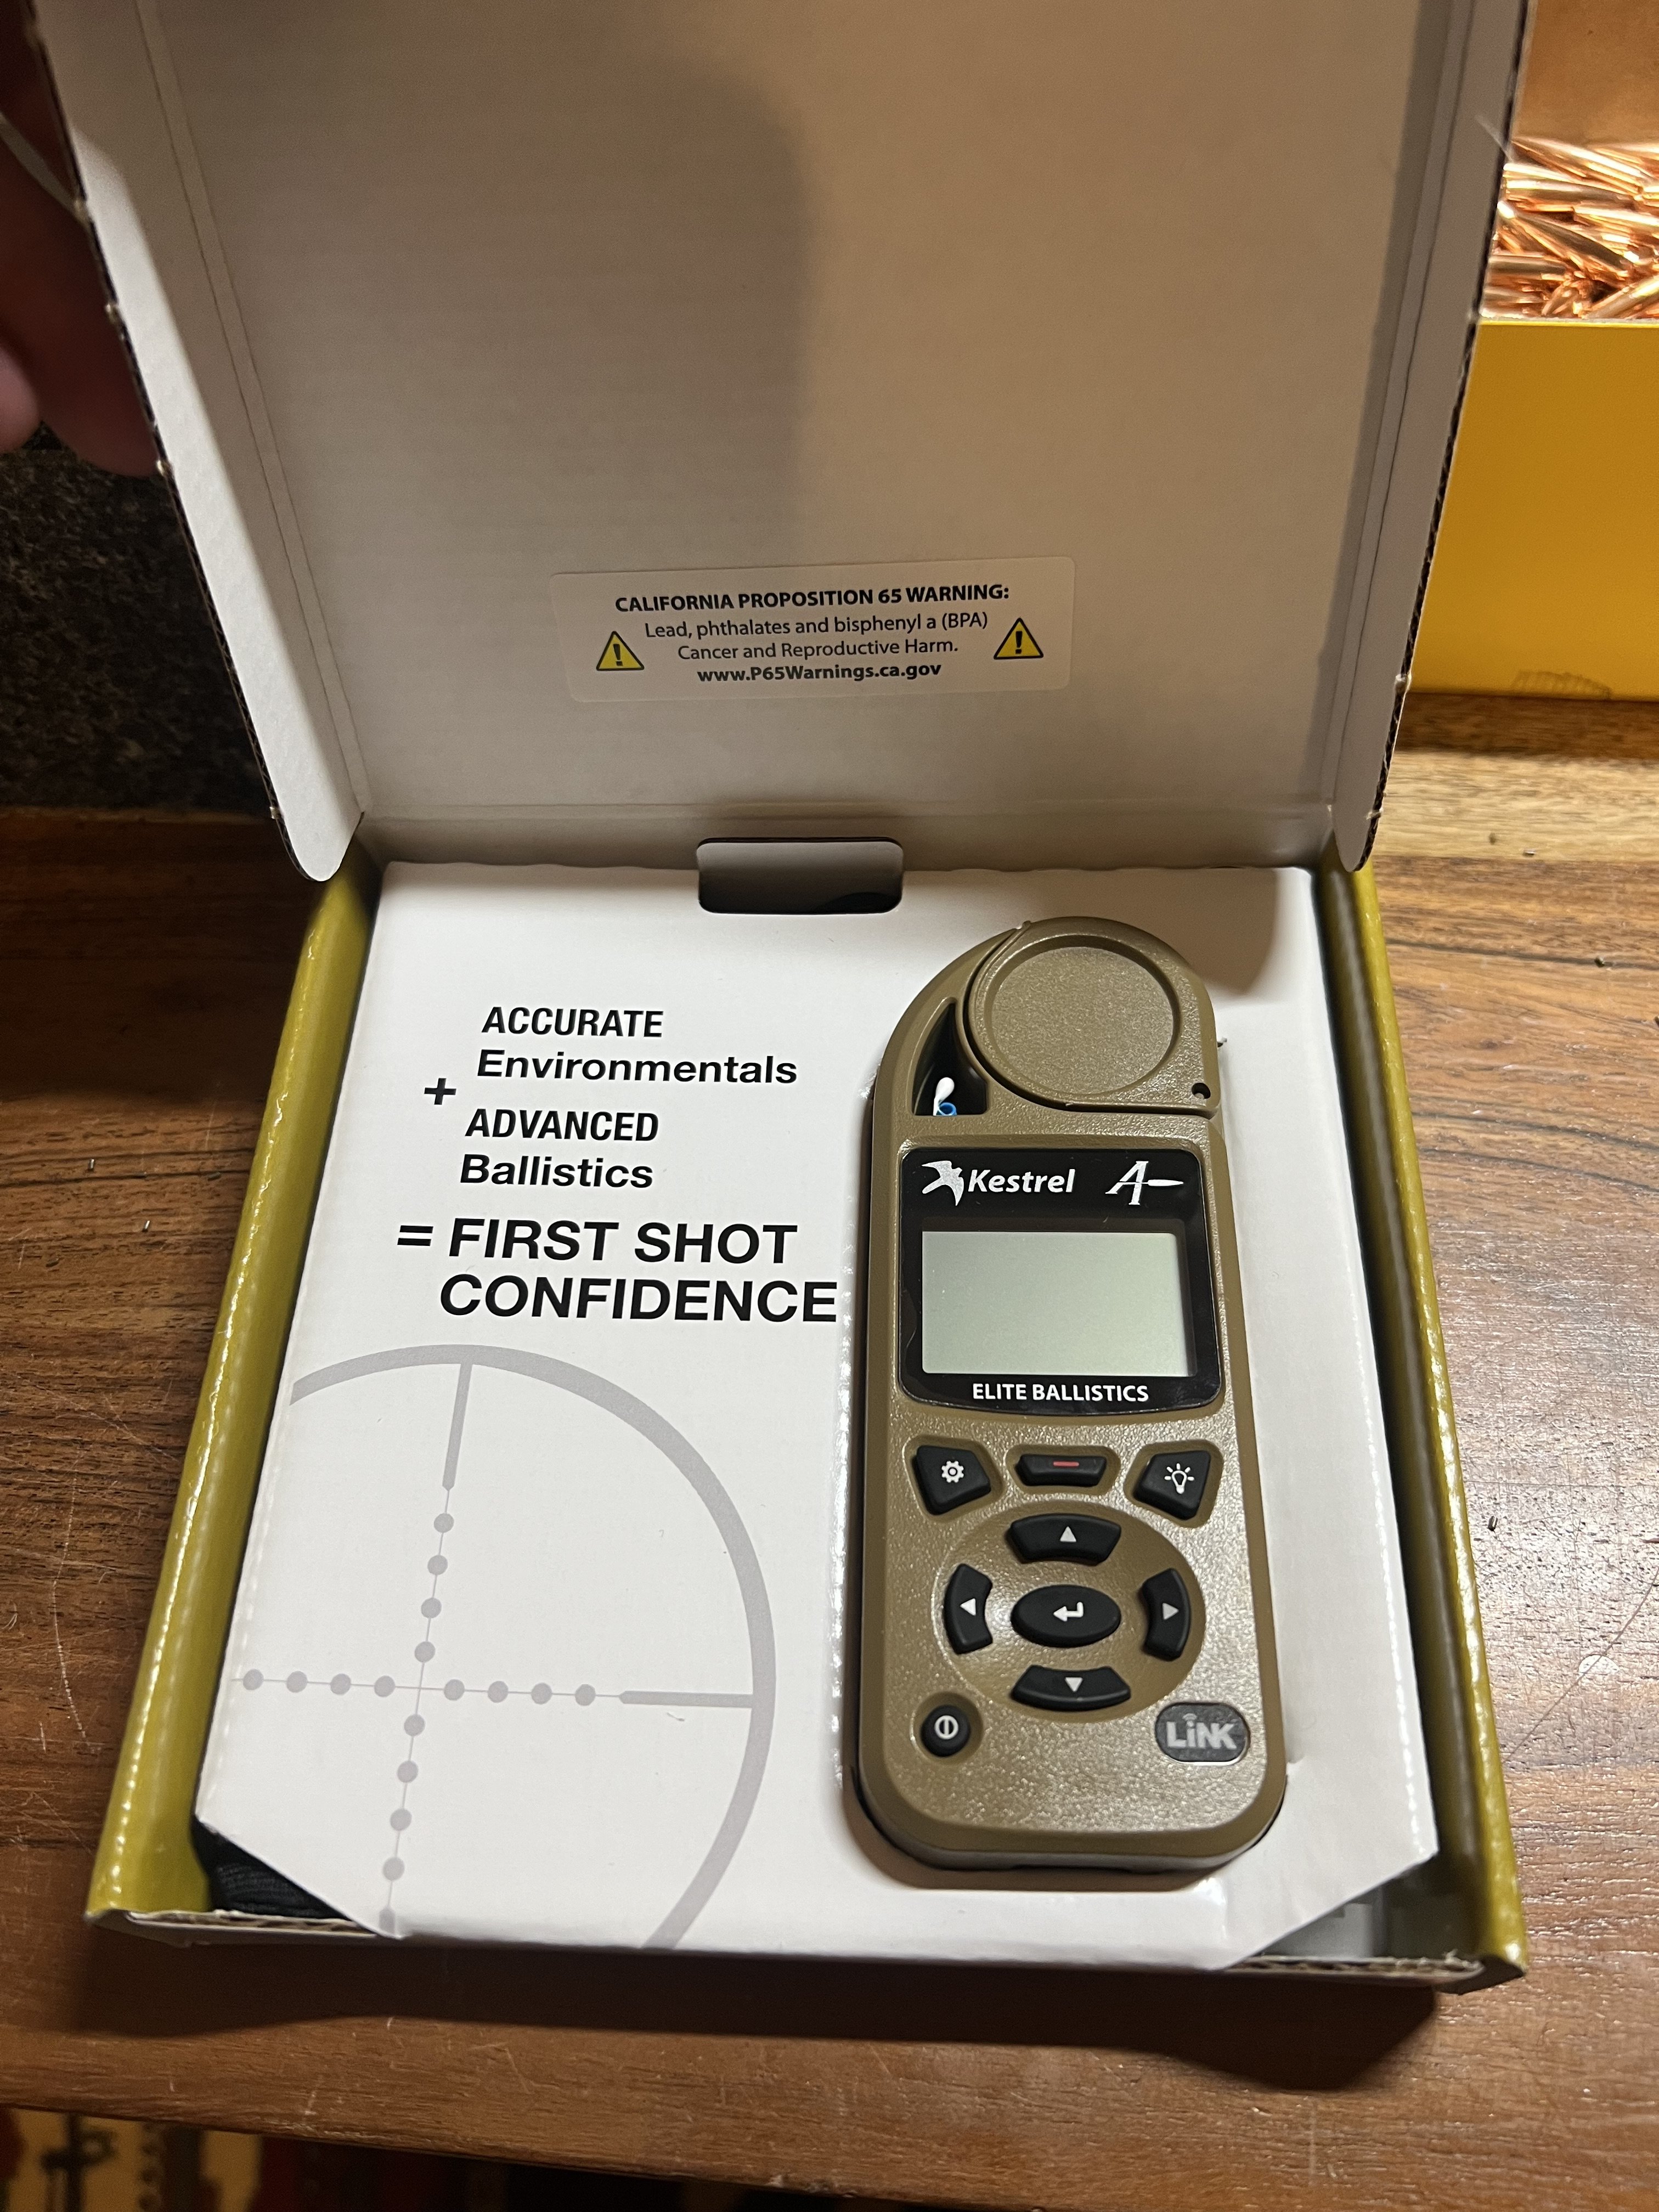 CALIFORNIA PROPOSITION 65 WARNING:
Lead, phthalates and bisphenyl a (BPA)
Cancer and Reproductive Harm.
www.P65Warnings.ca.gov
ACCURATE
Environmentals
+
ADVANCED
Ballistics
= FIRST SHOT
CONFIDENCE
Kestrel A
ELITE BALLISTICS
LiNK